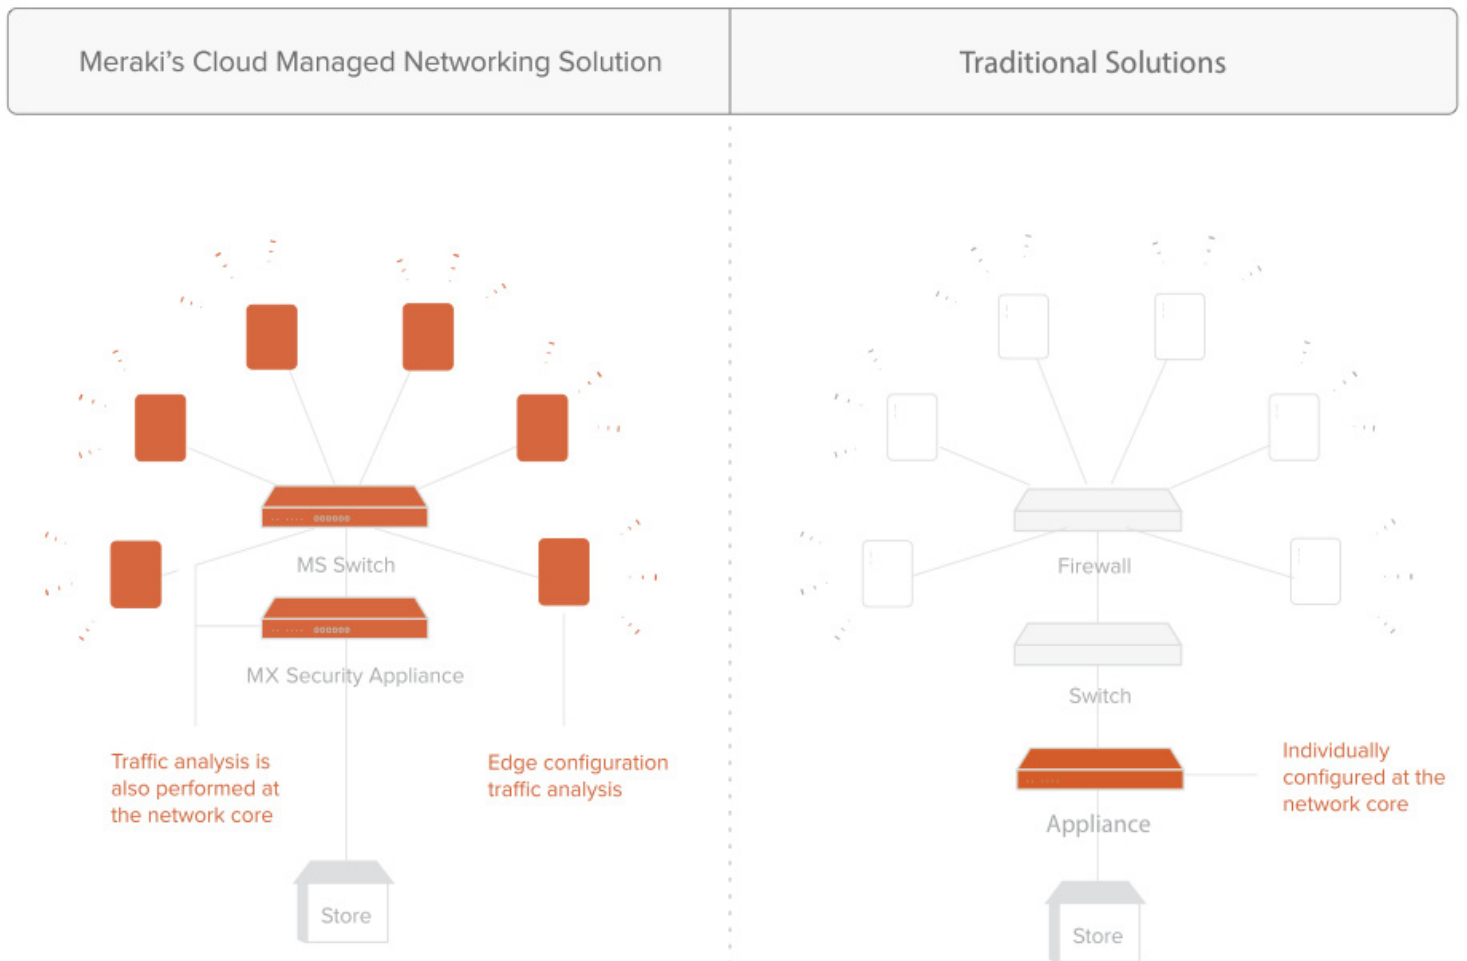 Meraki’s Cloud Managed Networking Solution
Traditional Solutions
MS Switch
MX Security Appliance
Traffic analysis is
also performed at
the network core
Edge configuration
traffic analysis
Store
Firewall
Switch
Appliance
Individually
configured at the
network core
Store